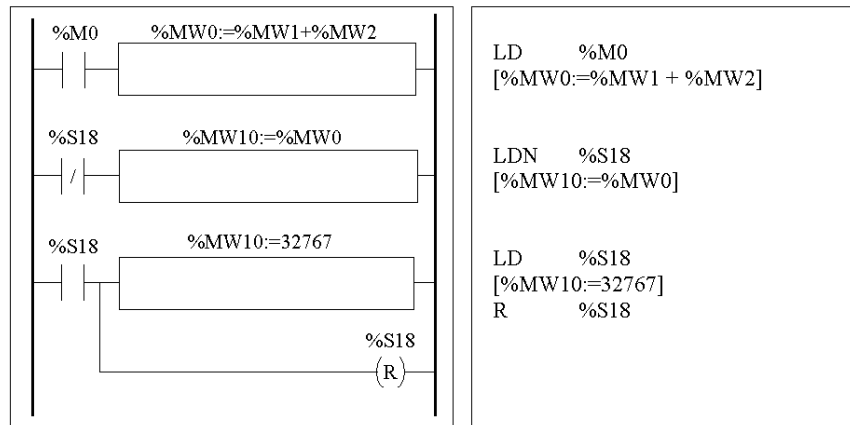 %M0 %MW0:=%MW1+%MW2
%S18 %MW10:=%MW0
/
%S18 %MW10:=32767
%S18
(R)
LD %M0
[%MW0:=%MW1 + %MW2]
LDN %S18
[%MW10:=%MW0]
LD %S18
[%MW10:=32767]
R %S18